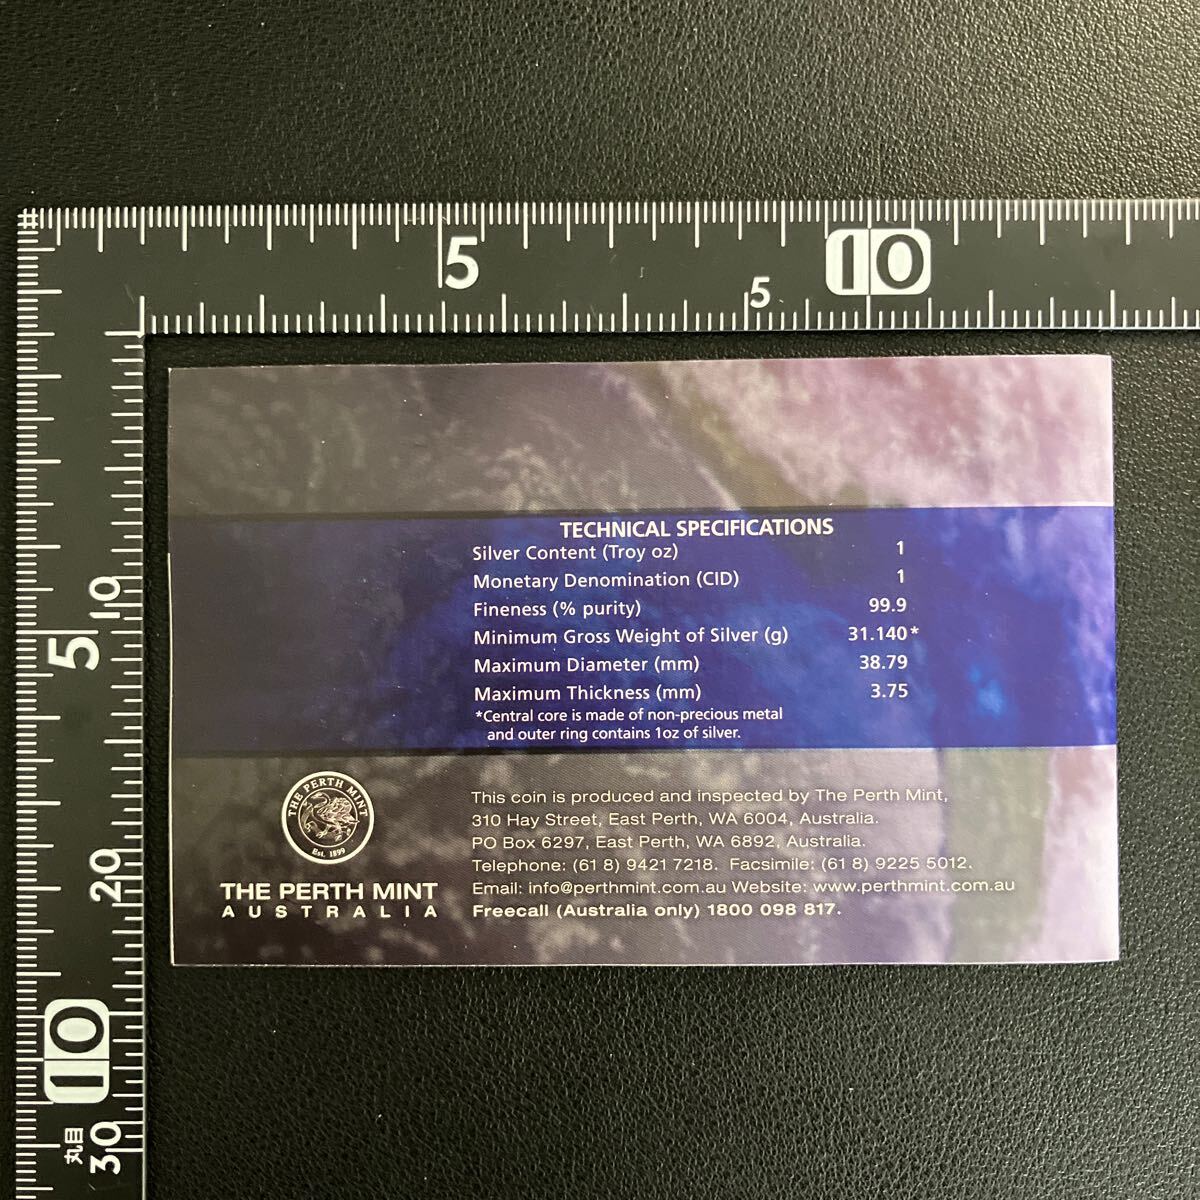 5
10
5
10
5
20
10
丸目
30
TECHNICAL SPECIFICATIONS
Silver Content (Troy oz) 1
Monetary Denomination (CID) 1
Fineness (% purity) 99.9
Minimum Gross Weight of Silver (g) 31.140*
Maximum Diameter (mm) 38.79
Maximum Thickness (mm) 3.75
*Central core is made of non-precious metal
and outer ring contains 1oz of silver.
THE PERTH MINT
Est. 1899
THE PERTH MINT
AUSTRALIA
This coin is produced and inspected by The Perth Mint,
310 Hay Street, East Perth, WA 6004, Australia.
PO Box 6297, East Perth, WA 6892, Australia.
Telephone: (61 8) 9421 7218. Facsimile: (61 8) 9225 5012.
Email: info@perthmint.com.au Website: www.perthmint.com.au
Freecall (Australia only) 1800 098 817.